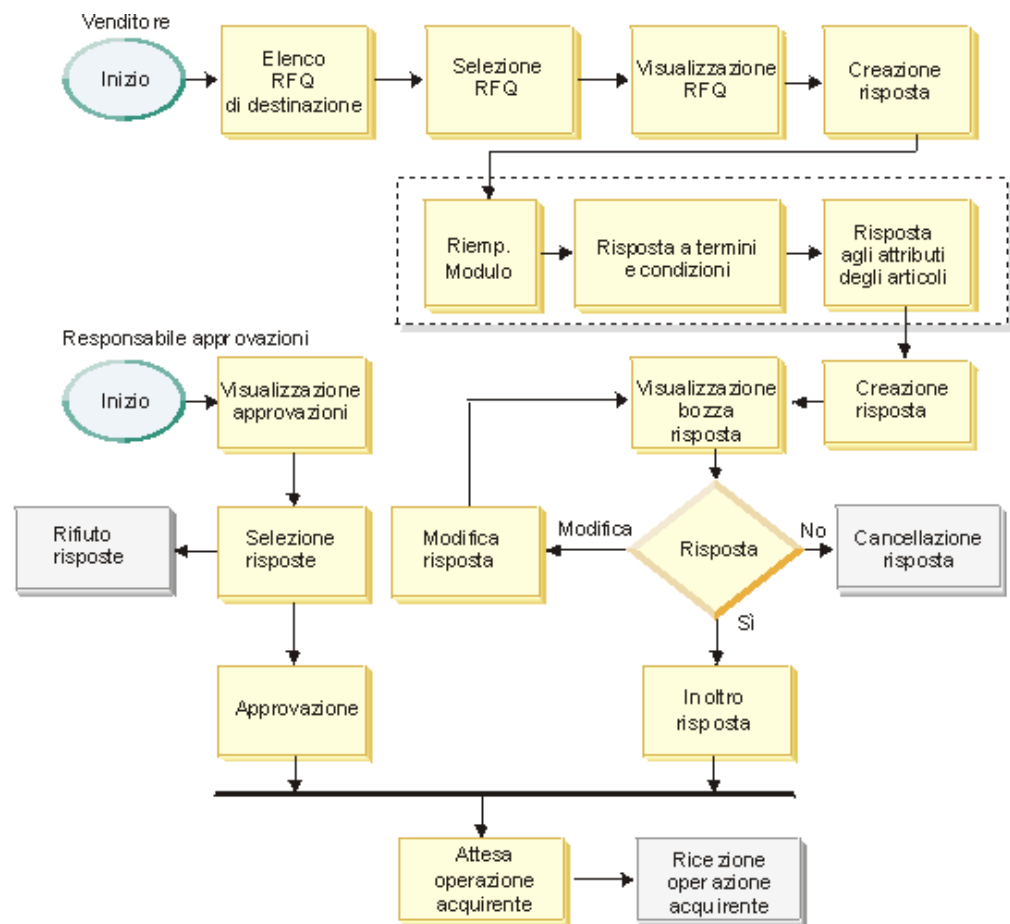 Venditore
Inizio
Elenco
RFQ
di destinazione
Selezione
RFQ
Visualizzazione
RFQ
Creazione
risposta
Riemp.
Modulo
Risposta a termini
e condizioni
Risposta
agli attributi
degli articoli
Responsabile approvazioni
Inizio
Visualizzazione
approvazioni
Visualizzazione
bozza
risposta
Creazione
risposta
Rifiuto
risposte
Selezione
risposte
Modifica
risposta
Modifica
Risposta
No
Cancellazione
risposta
Sì
Approvazione
Inoltro
risposta
Attesa
operazione
acquirente
Ricezione
operazione
acquirente